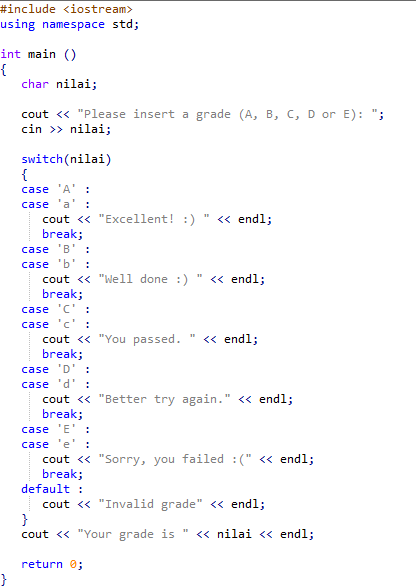 #include <iostream>
using namespace std;
int main ()
{
char nilai;
cout << "Please insert a grade (A, B, C, D or E): ";
cin >> nilai;
switch(nilai)
{
case 'A' :
case 'a' :
cout << "Excellent! :) " << endl;
break;
case 'B' :
case 'b' :
cout << "Well done :) " << endl;
break;
case 'C' :
case 'c' :
cout << "You passed. " << endl;
break;
case 'D' :
case 'd' :
cout << "Better try again." << endl;
break;
case 'E' :
case 'e' :
cout << "Sorry, you failed :(" << endl;
break;
default :
cout << "Invalid grade" << endl;
}
cout << "Your grade is " << nilai << endl;
return 0;
}